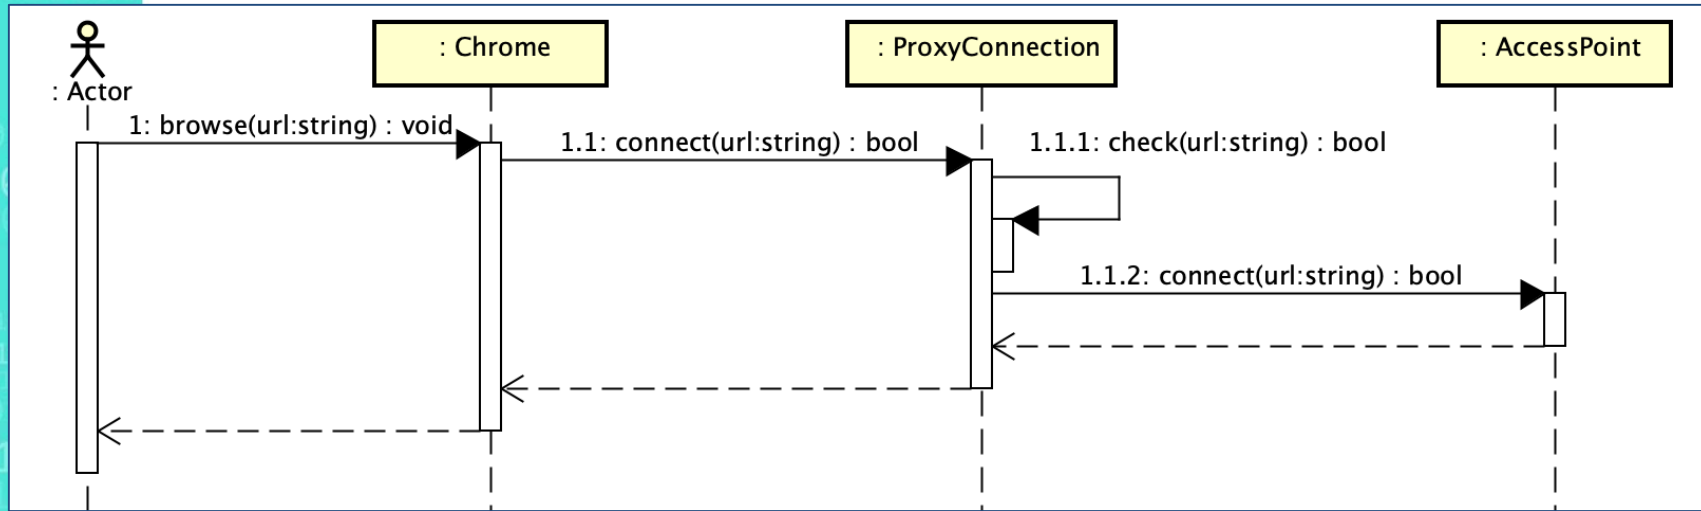 : Chrome
: ProxyConnection
: AccessPoint
: Actor
1: browse(url:string) : void
1.1: connect(url:string) : bool
1.1.1: check(url:string) : bool
1.1.2: connect(url:string) : bool